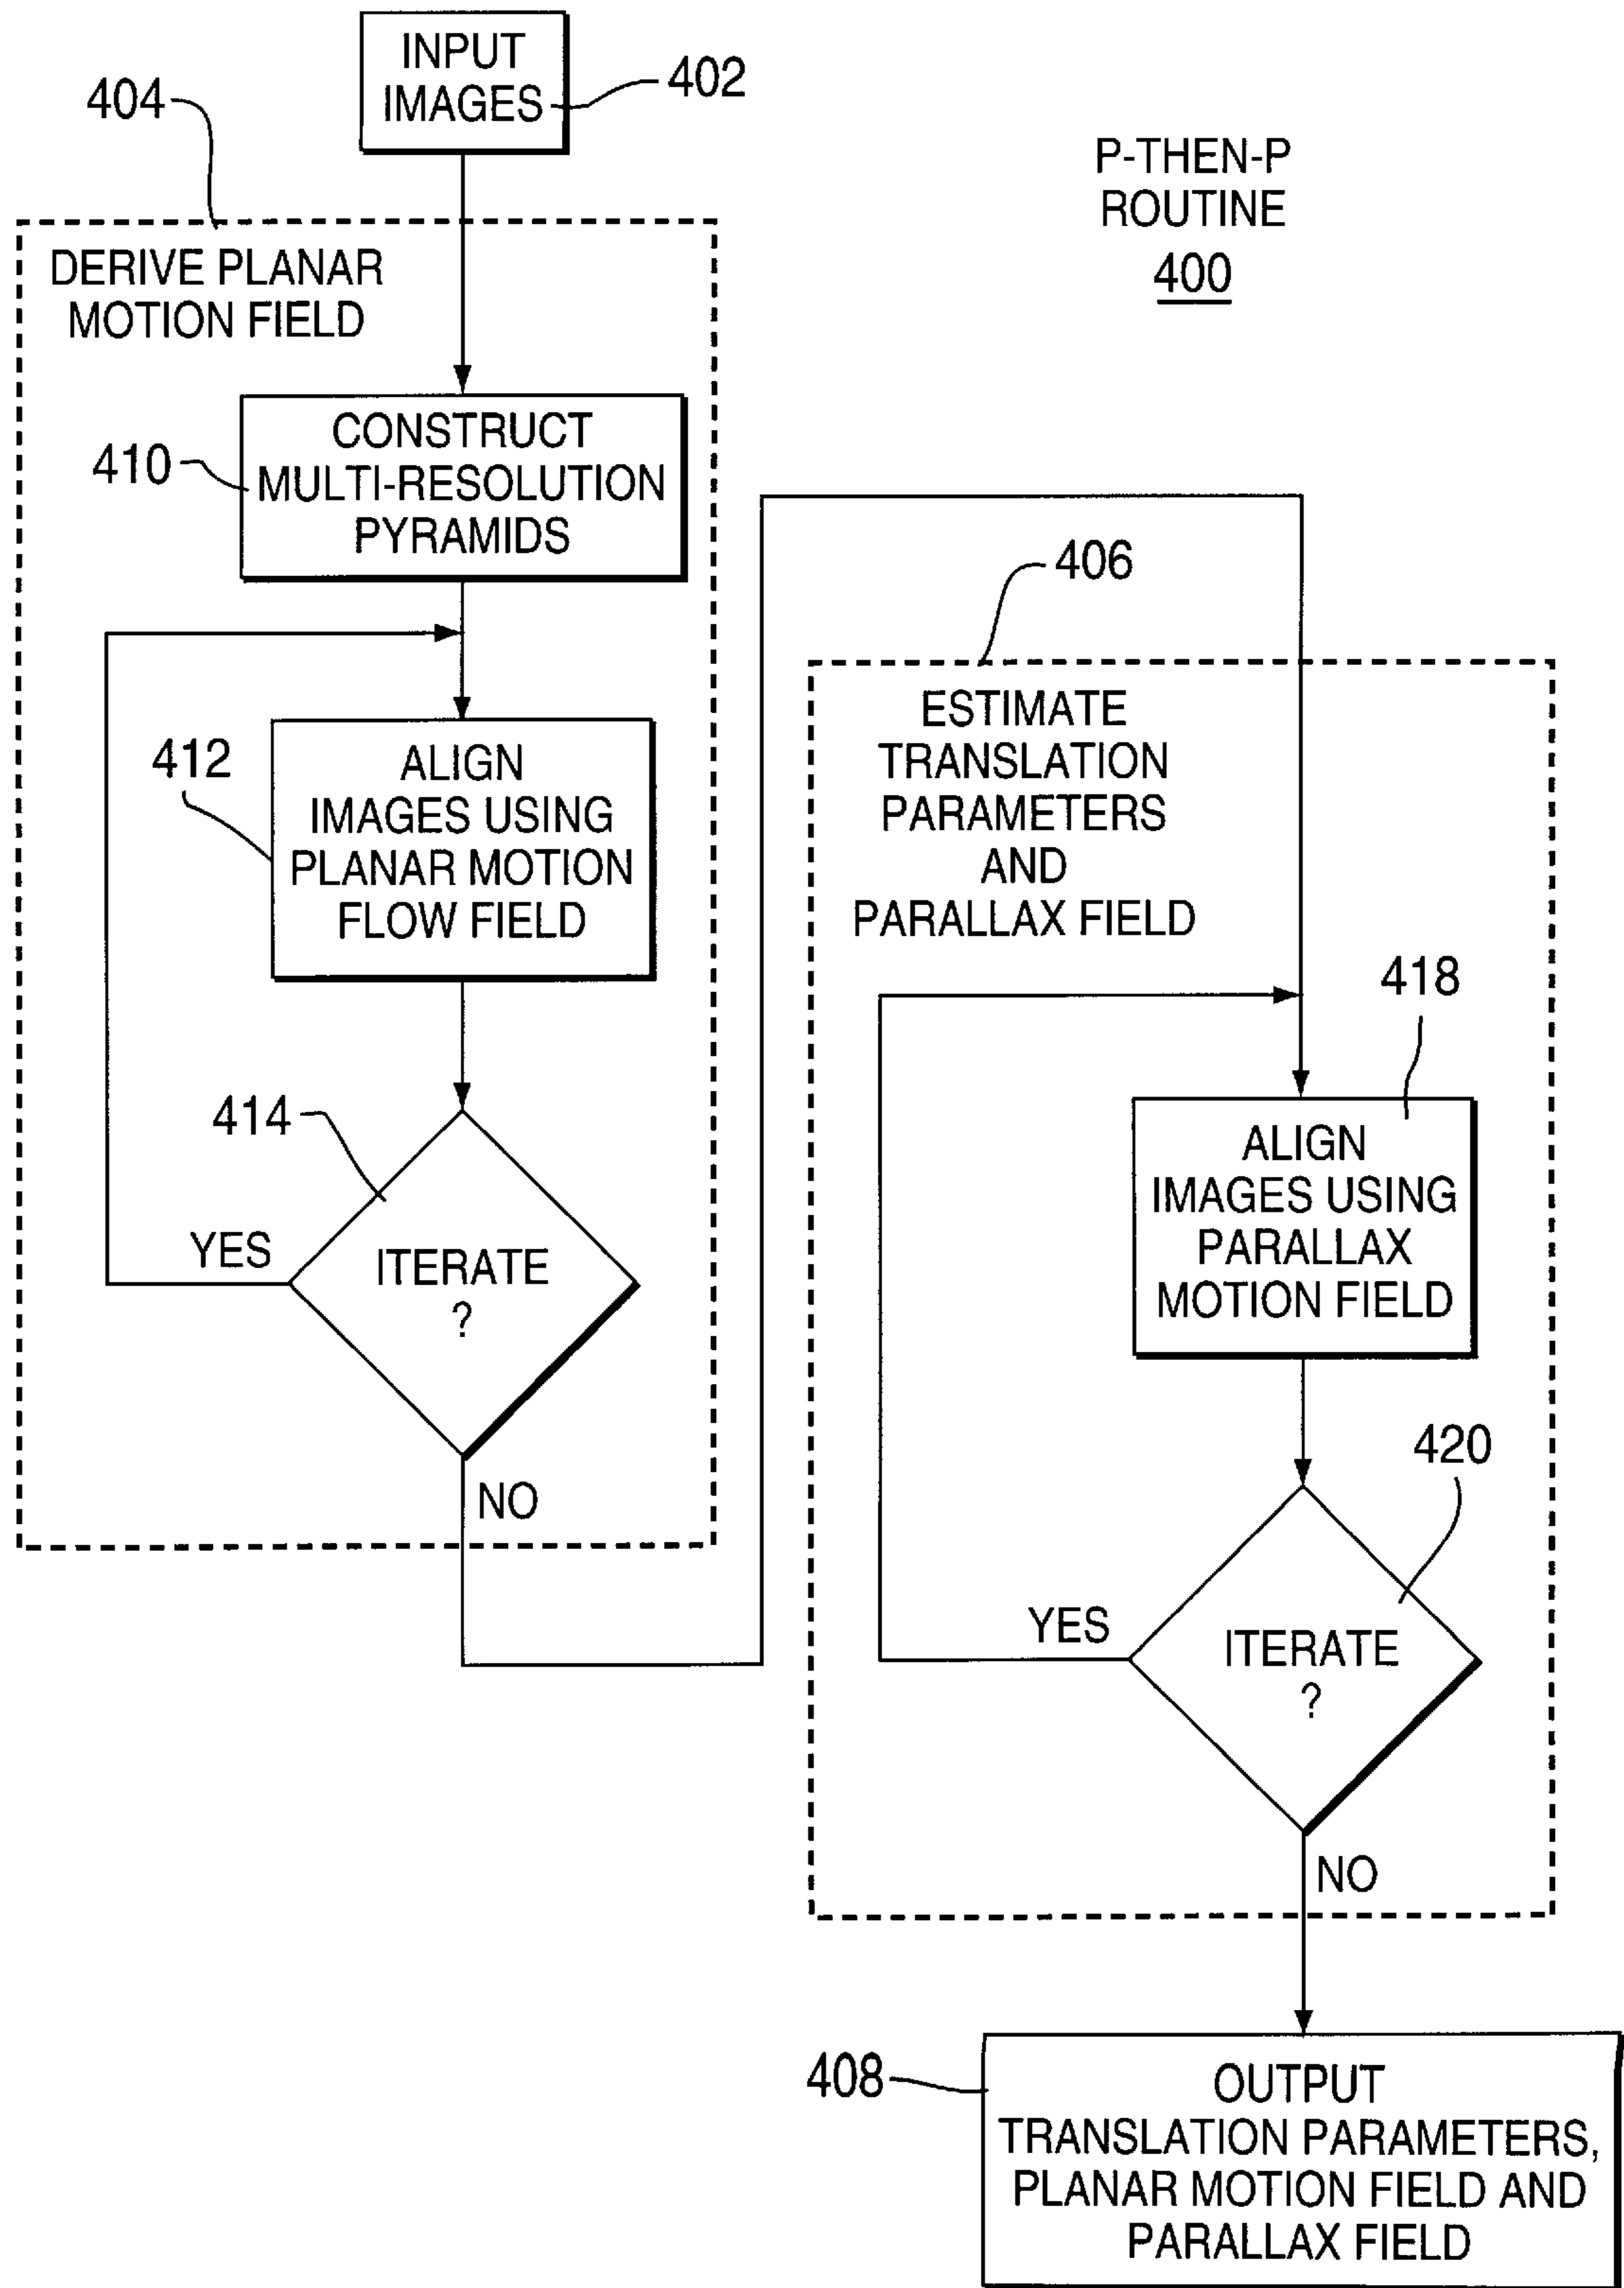 INPUT
IMAGES
402
404
P-THEN-P
ROUTINE
400
DERIVE PLANAR
MOTION FIELD
CONSTRUCT
MULTI-RESOLUTION
PYRAMIDS
410
406
ALIGN
IMAGES USING
PLANAR MOTION
FLOW FIELD
412
ESTIMATE
TRANSLATION
PARAMETERS
AND
PARALLAX FIELD
418
414
ITERATE
?
YES
NO
ALIGN
IMAGES USING
PARALLAX
MOTION FIELD
420
ITERATE
?
YES
NO
408
OUTPUT
TRANSLATION PARAMETERS,
PLANAR MOTION FIELD AND
PARALLAX FIELD